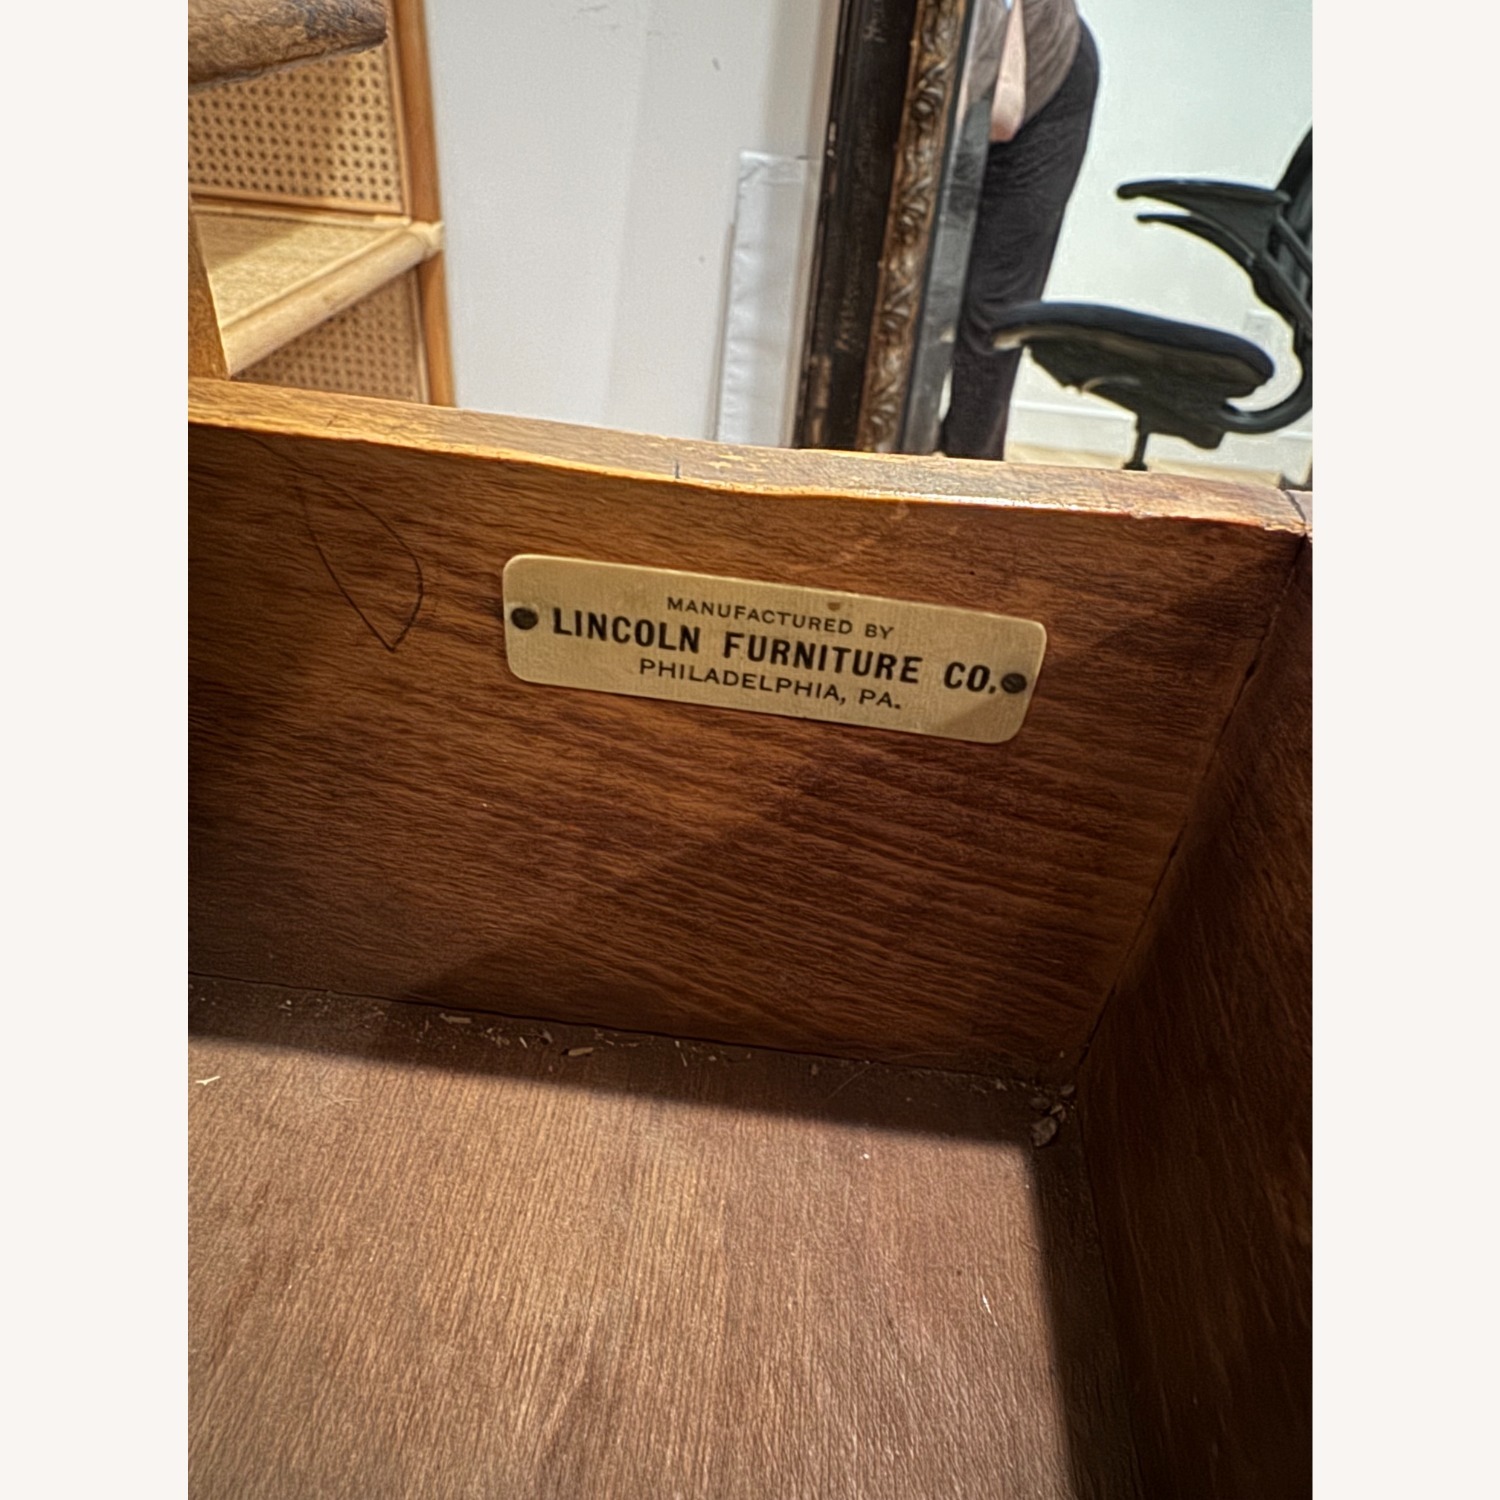 MANUFACTURED BY
LINCOLN FURNITURE CO.
PHILADELPHIA, PA.